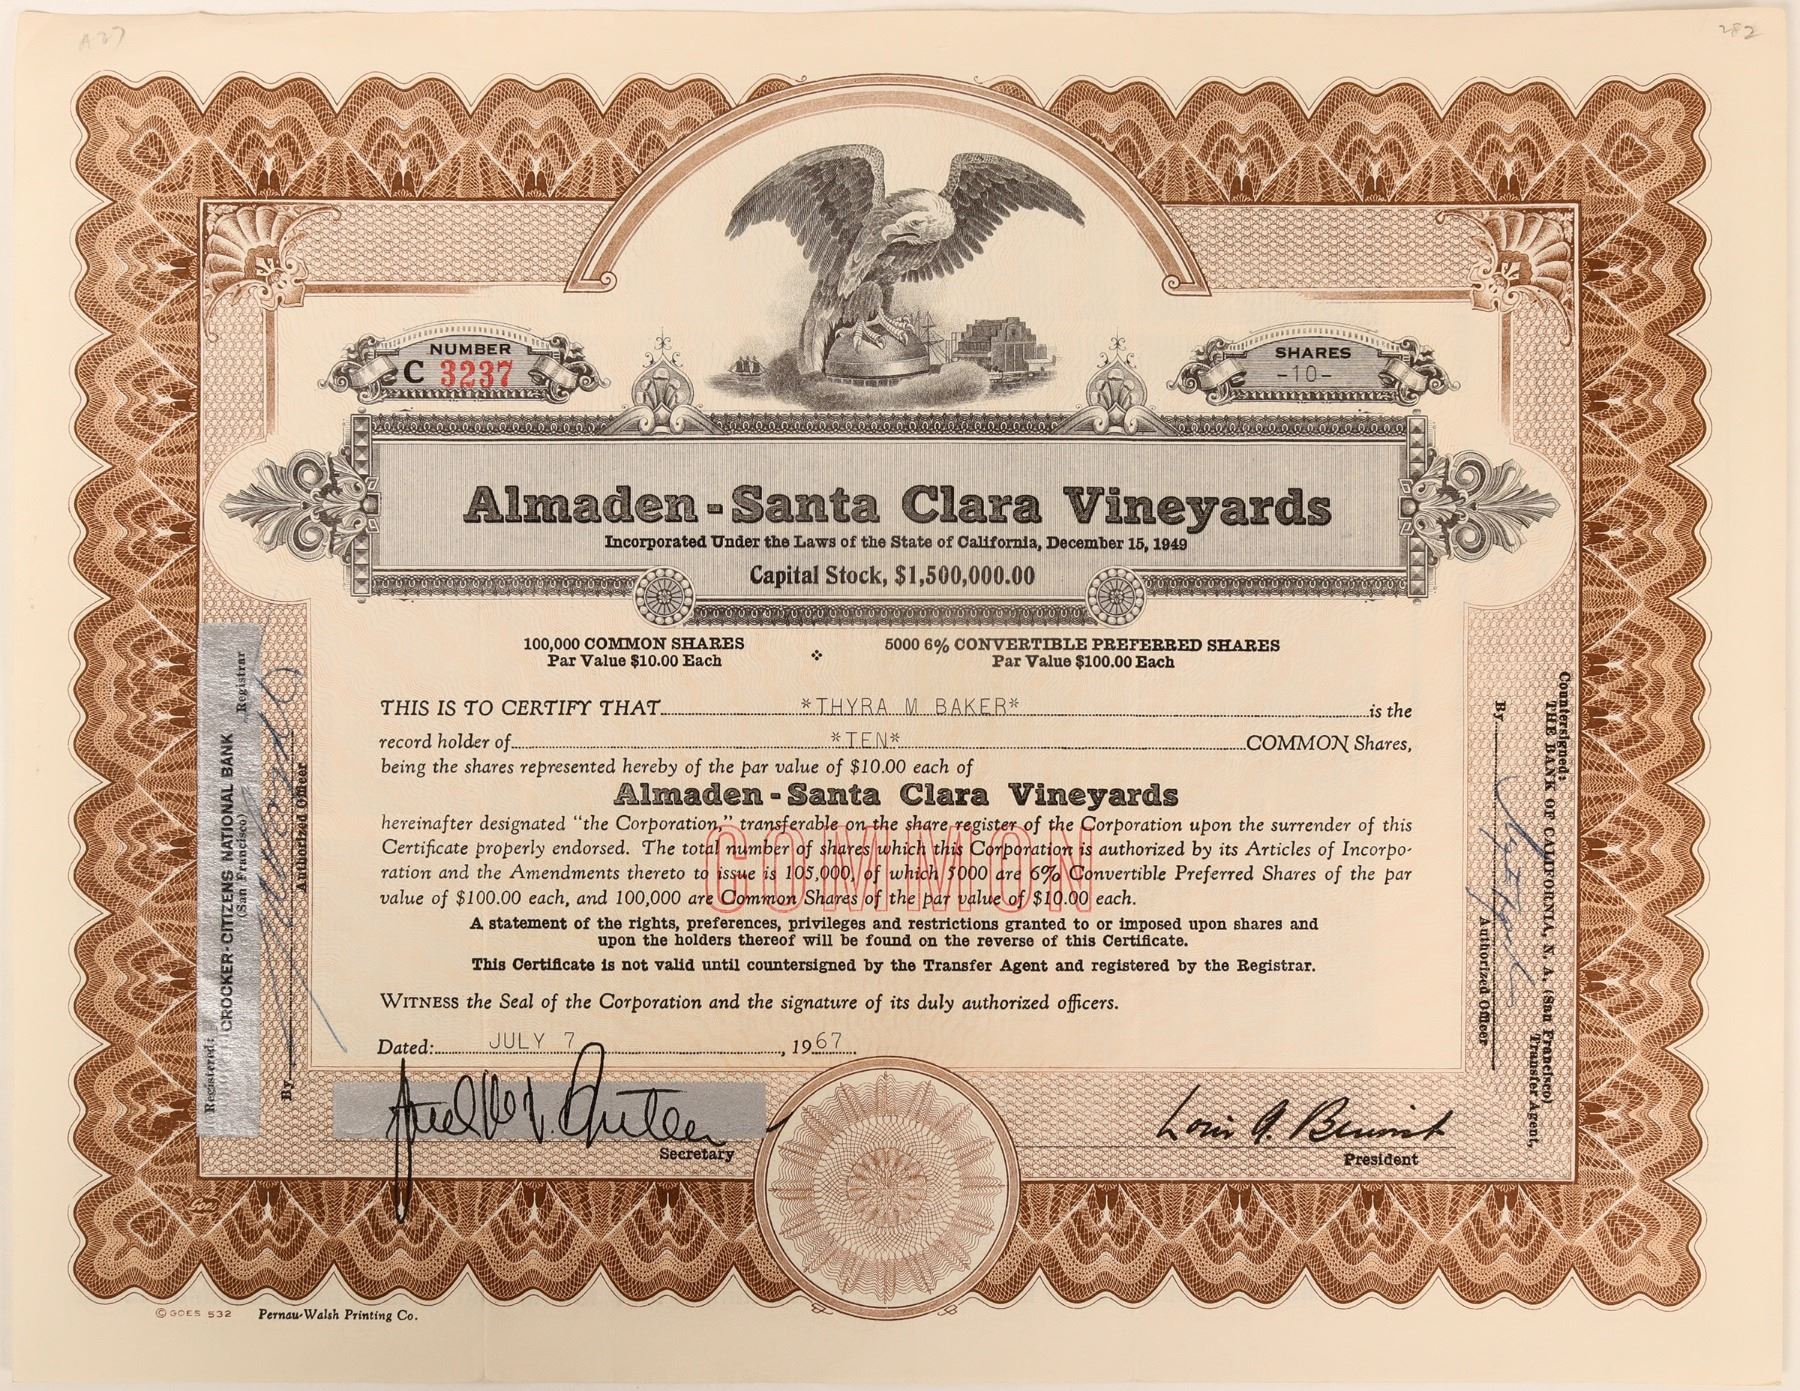 A27
282
NUMBER
C 3237
SHARES
-10-
Almaden-Santa Clara Vineyards
Incorporated Under the Laws of the State of California, December 15, 1949
Capital Stock, $1,500,000.00
100,000 COMMON SHARES
Par Value $10.00 Each
5000 6% CONVERTIBLE PREFERRED SHARES
Par Value $100.00 Each
THIS IS TO CERTIFY THAT *THYRA M BAKER* is the
record holder of *TEN* COMMON Shares,
being the shares represented hereby of the par value of $10.00 each of
Almaden-Santa Clara Vineyards
hereinafter designated "the Corporation," transferable on the share register of the Corporation upon the surrender of this
Certificate properly endorsed. The total number of shares which this Corporation is authorized by its Articles of Incorpo-
ration and the Amendments thereto to issue is 105,000, of which 5000 are 6% Convertible Preferred Shares of the par
value of $100.00 each, and 100,000 are Common Shares of the par value of $10.00 each.
COMMON
A statement of the rights, preferences, privileges and restrictions granted to or imposed upon shares and
upon the holders thereof will be found on the reverse of this Certificate.
This Certificate is not valid until countersigned by the Transfer Agent and registered by the Registrar.
WITNESS the Seal of the Corporation and the signature of its duly authorized officers.
Dated: JULY 7, 1967.
Secretary
Louis A. Benoist
President
Registered:
CROCKER-CITIZENS NATIONAL BANK
(San Francisco)
Registrar
By
Authorized Officer
Countersigned:
THE BANK OF CALIFORNIA, N. A., (San Francisco)
Transfer Agent,
By
Authorized Officer
Goes
© GOES 532
Pernau-Walsh Printing Co.